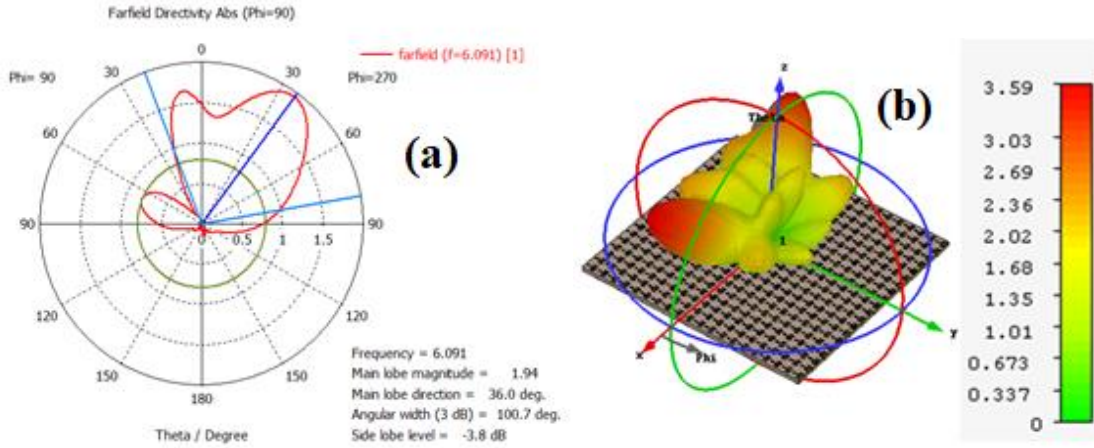 Farfield Directivity Abs (Phi=90)
farfield (f=6.091) [1]
Phi= 90
0
Phi=270
30
30
60
60
90
90
0
0.5
1
1.5
120
120
150
150
180
Theta / Degree
(a)
Frequency = 6.091
Main lobe magnitude = 1.94
Main lobe direction = 36.0 deg.
Angular width (3 dB) = 100.7 deg.
Side lobe level = -3.8 dB
(b)
z
Theta
1
y
x
Phi
3.59
3.03
2.69
2.36
2.02
1.68
1.35
1.01
0.673
0.337
0